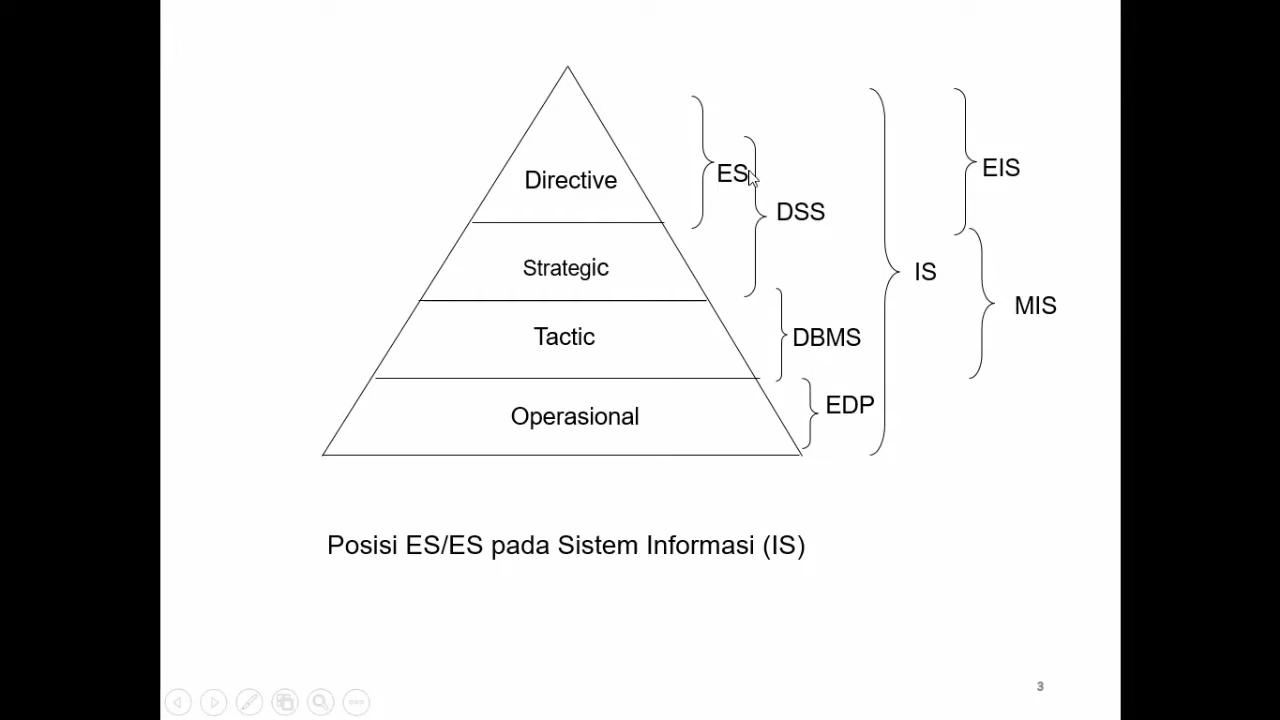 Directive
ES
EIS
DSS
Strategic
IS
MIS
Tactic
DBMS
EDP
Operasional
Posisi ES/ES pada Sistem Informasi (IS)
3